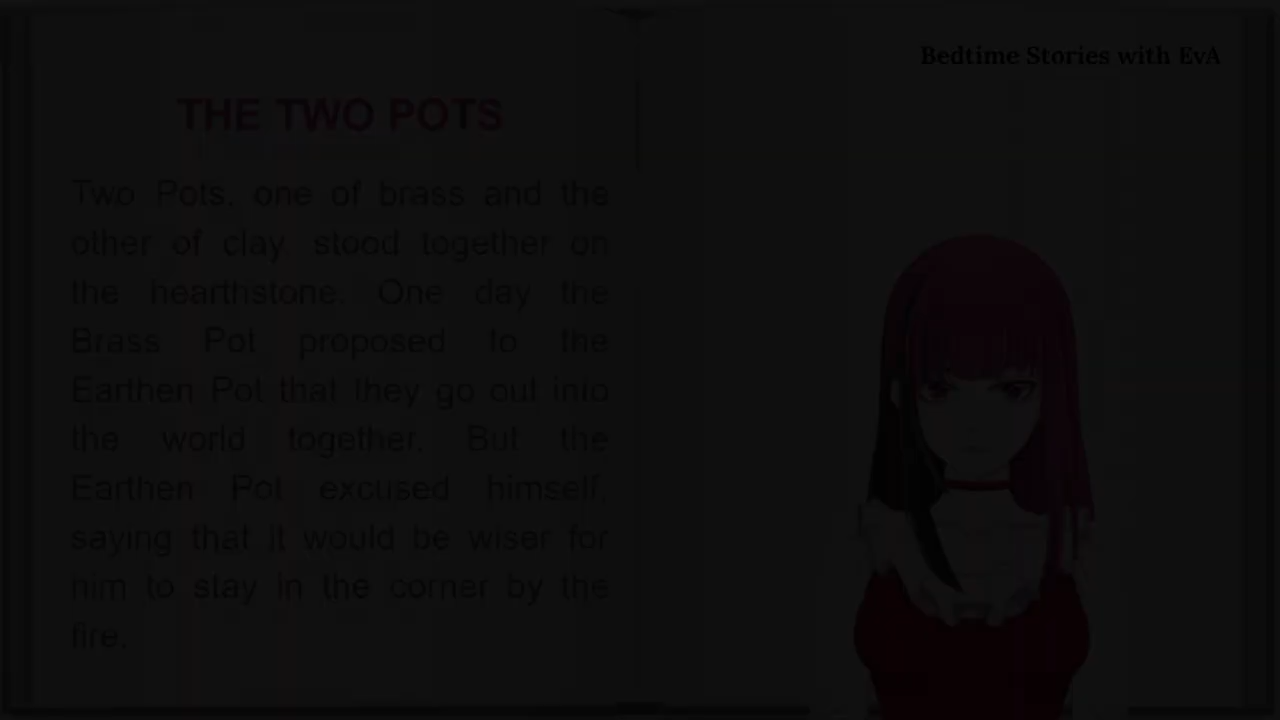 Bedtime Stories with EvA
THE TWO POTS
Two Pots, one of brass and the
other of clay, stood together on
the hearthstone. One day the
Brass Pot proposed to the
Earthen Pot that they go out into
the world together. But the
Earthen Pot excused himself,
saying that it would be wiser for
him to stay in the corner by the
fire.